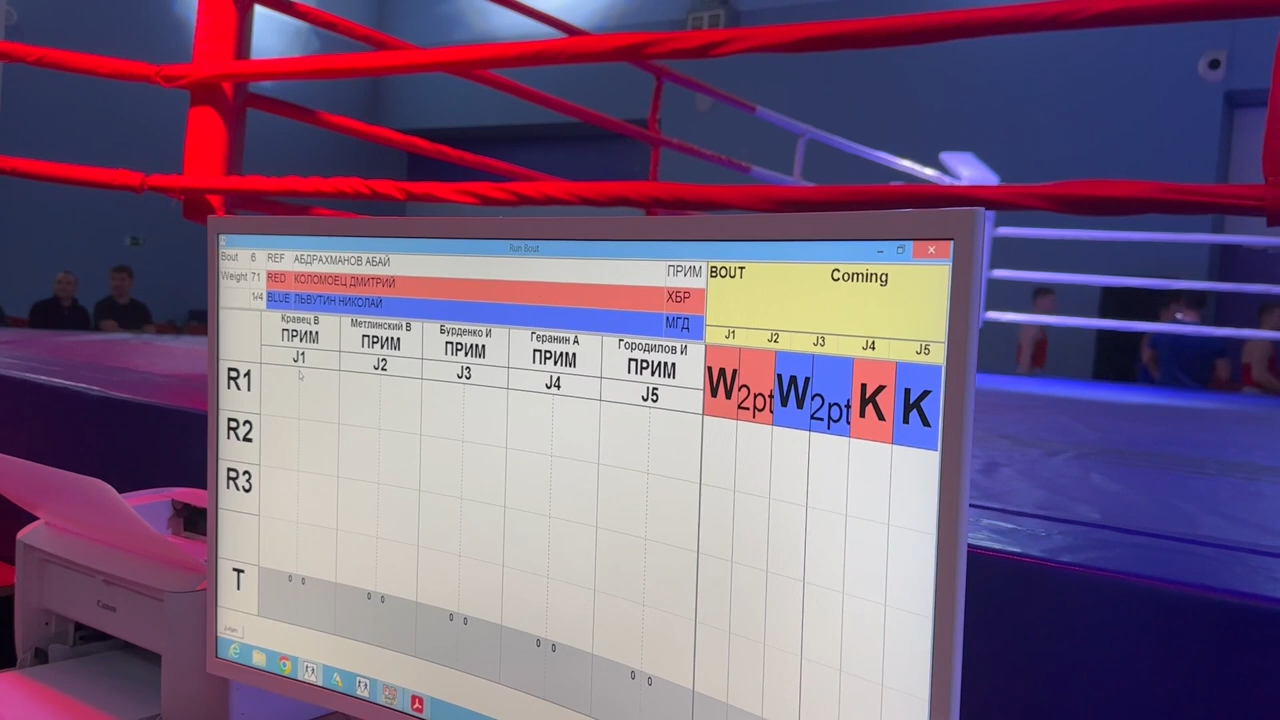 Run Bout
Bout 6 REF АБДРАХМАНОВ АБАЙ ПРИМ
Weight 71 RED КОЛОМОЕЦ ДМИТРИЙ ХБР
1/4 BLUE ЛЬВУТИН НИКОЛАЙ МГД
BOUT Coming
J1 J2 J3 J4 J5
Кравец В Метлинский В Бурденко И Геранин А Городилов И
ПРИМ ПРИМ ПРИМ ПРИМ ПРИМ
J1 J2 J3 J4 J5
W 2pt W 2pt K K
R1
R2
R3
T 0 0 0 0 0 0 0 0 0 0
Canon